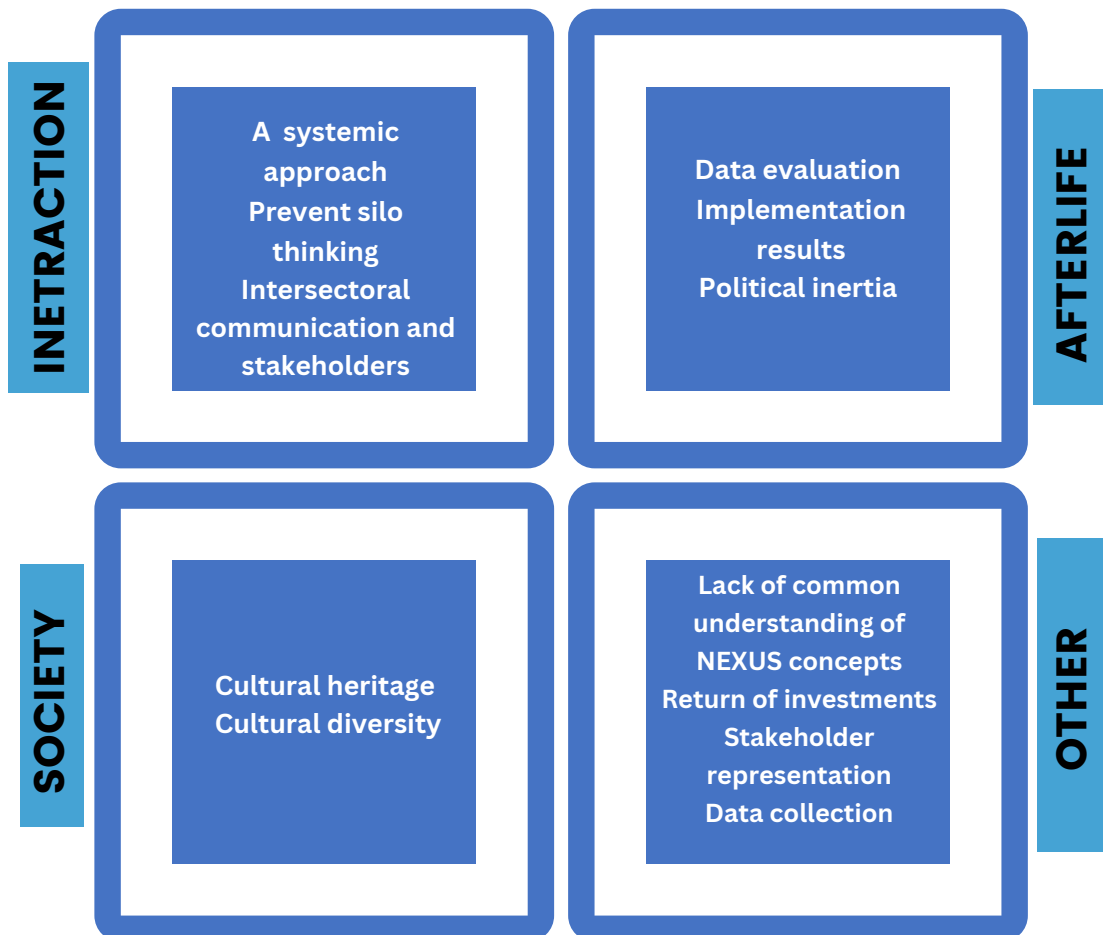 INETRACTION
A systemic
approach
Prevent silo
thinking
Intersectoral
communication and
stakeholders
AFTERLIFE
Data evaluation
Implementation
results
Political inertia
SOCIETY
Cultural heritage
Cultural diversity
OTHER
Lack of common
understanding of
NEXUS concepts
Return of investments
Stakeholder
representation
Data collection